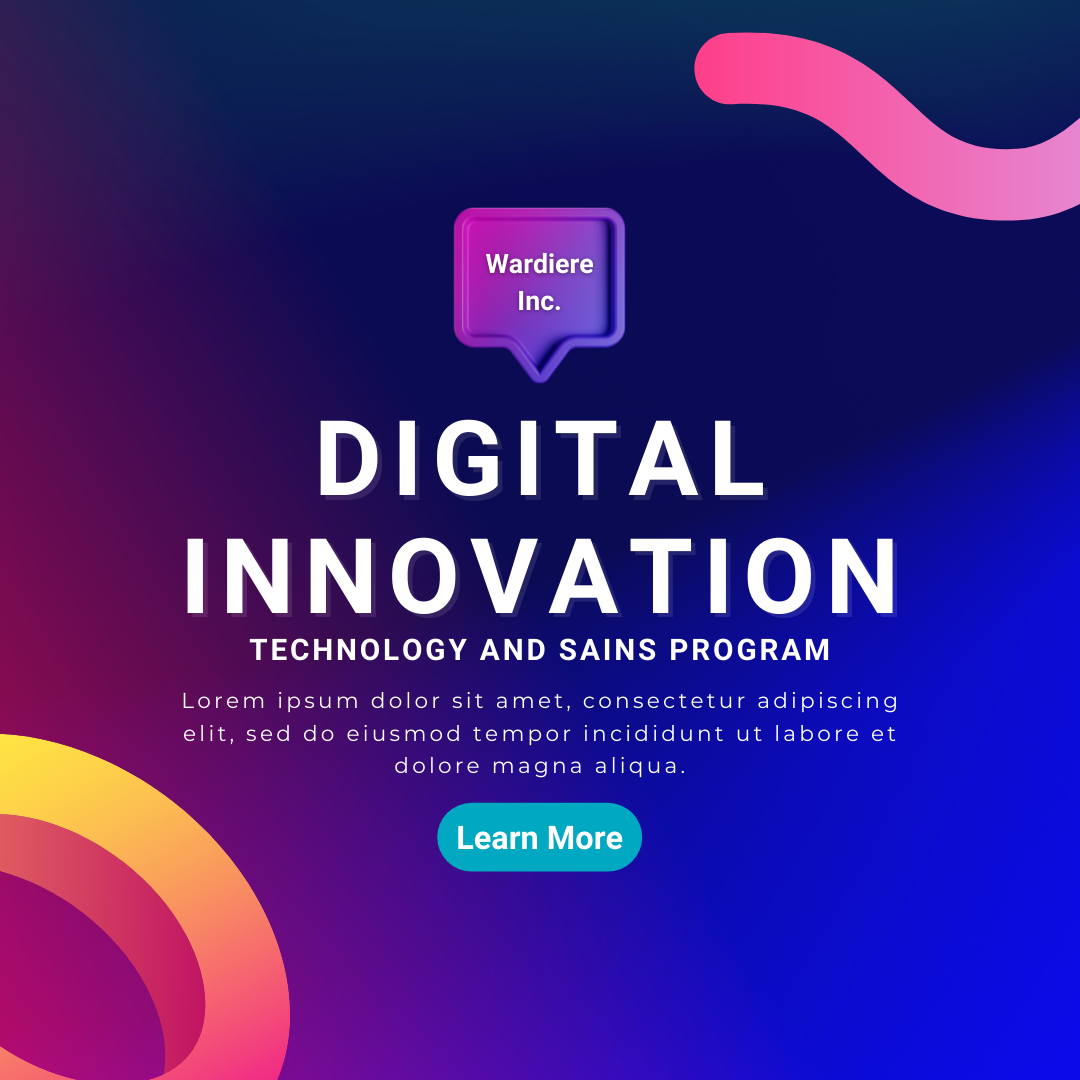 Wardiere
Inc.
DIGITAL
INNOVATION
TECHNOLOGY AND SAINS PROGRAM
Lorem ipsum dolor sit amet, consectetur adipiscing
elit, sed do eiusmod tempor incididunt ut labore et
dolore magna aliqua.
Learn More